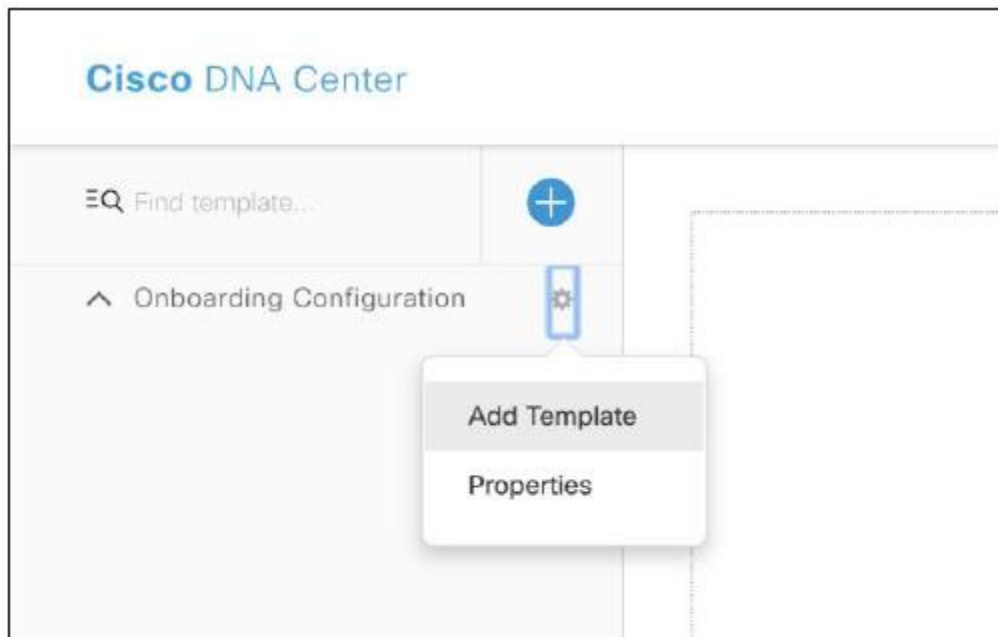 Cisco DNA Center
Find template...
Onboarding Configuration
Add Template
Properties